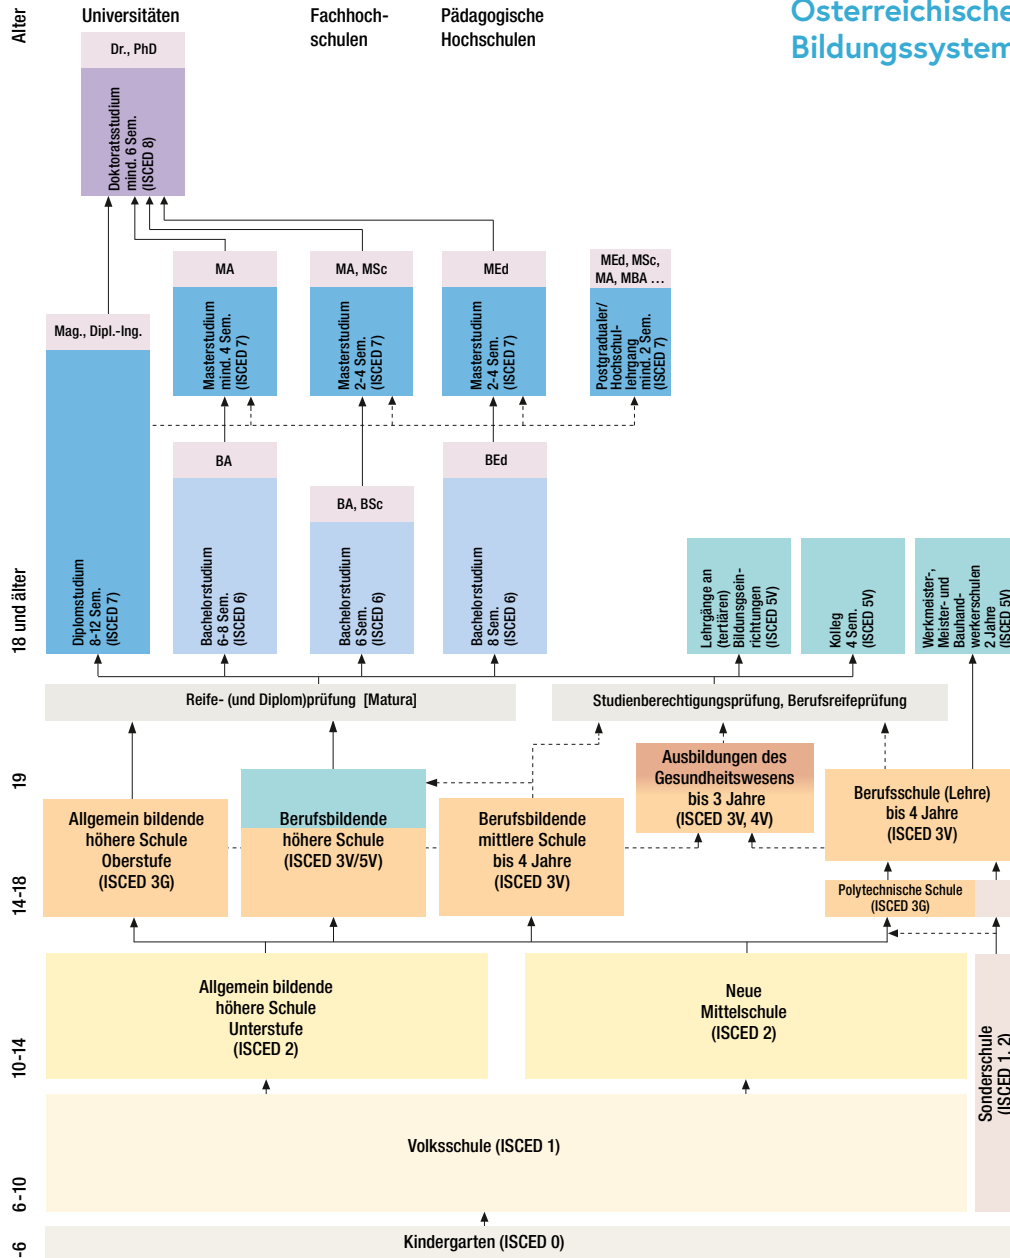 Alter
Universitäten
Fachhoch-
schulen
Pädagogische
Hochschulen
Österreichisches
Bildungssystem
Dr., PhD
Doktoratsstudium
mind. 6 Sem.
(ISCED 8)
MA
MA, MSc
MEd
MEd, MSc,
MA, MBA …
Mag., Dipl.-Ing.
Masterstudium
mind. 4 Sem.
(ISCED 7)
Masterstudium
2-4 Sem.
(ISCED 7)
Masterstudium
2-4 Sem.
(ISCED 7)
Postgradualer/
Hochschul-
lehrgang
mind. 2 Sem.
(ISCED 7)
BA
BA, BSc
BEd
18 und älter
Diplomstudium
8-12 Sem.
(ISCED 7)
Bachelorstudium
6-8 Sem.
(ISCED 6)
Bachelorstudium
6 Sem.
(ISCED 6)
Bachelorstudium
8 Sem.
(ISCED 6)
Lehrgänge an
(tertiären)
Bildungsein-
richtungen
(ISCED 5V)
Kolleg
4 Sem.
(ISCED 5V)
Werkmeister-,
Meister- und
Bauhand-
werkerschulen
2 Jahre
(ISCED 5V)
Reife- (und Diplom)prüfung [Matura]
Studienberechtigungsprüfung, Berufsreifeprüfung
19
Ausbildungen des
Gesundheitswesens
bis 3 Jahre
(ISCED 3V, 4V)
Berufsschule (Lehre)
bis 4 Jahre
(ISCED 3V)
Allgemein bildende
höhere Schule
Oberstufe
(ISCED 3G)
Berufsbildende
höhere Schule
(ISCED 3V/5V)
Berufsbildende
mittlere Schule
bis 4 Jahre
(ISCED 3V)
14-18
Polytechnische Schule
(ISCED 3G)
Allgemein bildende
höhere Schule
Unterstufe
(ISCED 2)
Neue
Mittelschule
(ISCED 2)
10-14
Sonderschule
(ISCED 1, 2)
Volksschule (ISCED 1)
6-10
Kindergarten (ISCED 0)
-6